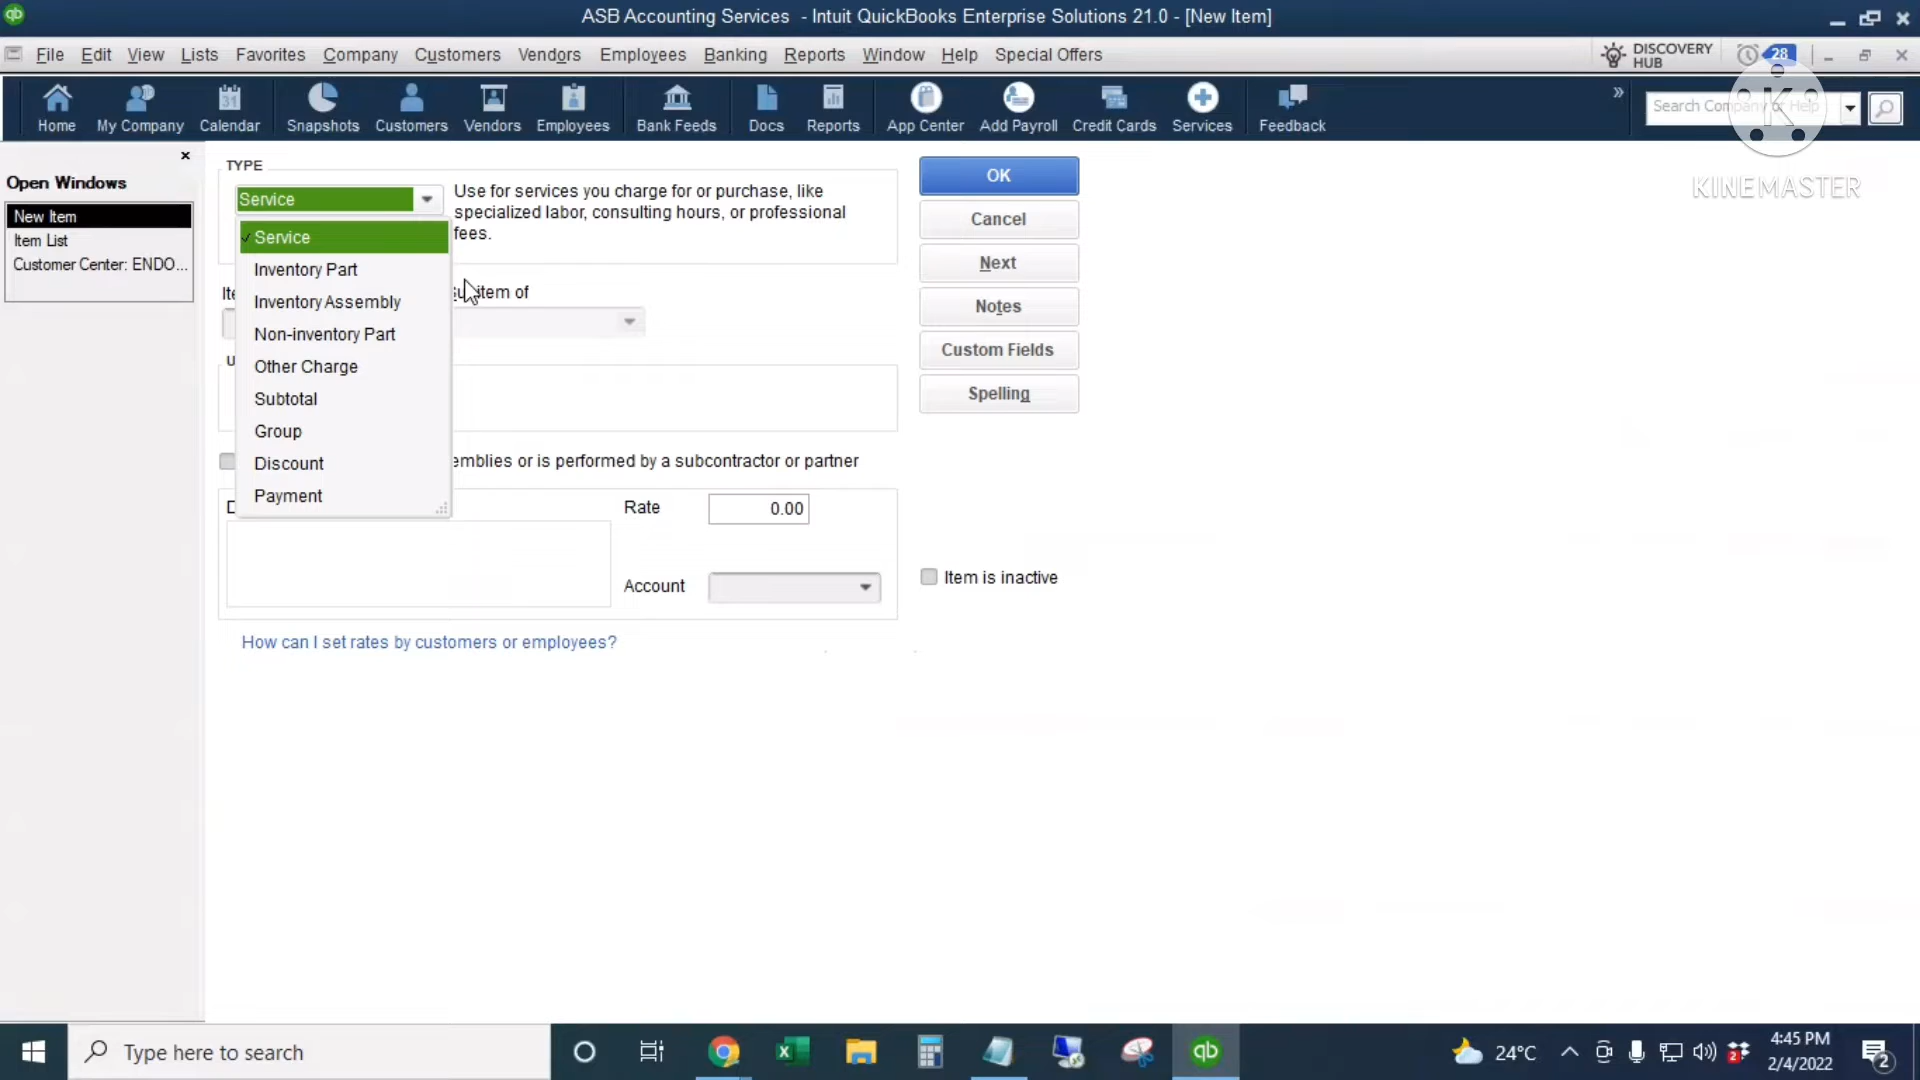 qb
ASB Accounting Services - Intuit QuickBooks Enterprise Solutions 21.0 - [New Item]
File Edit View Lists Favorites Company Customers Vendors Employees Banking Reports Window Help Special Offers
DISCOVERY HUB
28
Home My Company Calendar Snapshots Customers Vendors Employees Bank Feeds Docs Reports App Center Add Payroll Credit Cards Services Feedback
31
»
Search Company or Help
K
KINEMASTER
Open Windows
New Item
Item List
Customer Center: ENDO...
TYPE
Service
Use for services you charge for or purchase, like
specialized labor, consulting hours, or professional
fees.
✓ Service
Inventory Part
Inventory Assembly
Non-inventory Part
Other Charge
Subtotal
Group
Discount
Payment
item of
emblies or is performed by a subcontractor or partner
Rate 0.00
Account
How can I set rates by customers or employees?
OK
Cancel
Next
Notes
Custom Fields
Spelling
Item is inactive
Type here to search
qb
24°C
2
4:45 PM
2/4/2022
2